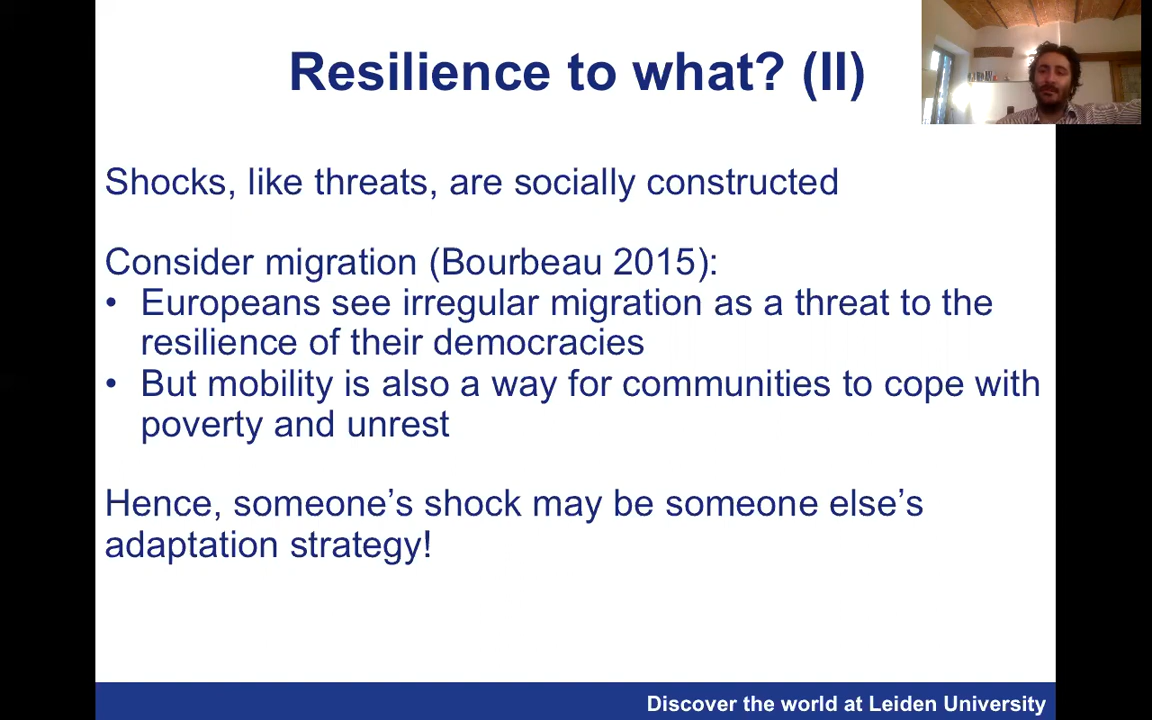 Resilience to what? (II)
Shocks, like threats, are socially constructed
Consider migration (Bourbeau 2015):
• Europeans see irregular migration as a threat to the
resilience of their democracies
• But mobility is also a way for communities to cope with
poverty and unrest
Hence, someone’s shock may be someone else’s
adaptation strategy!
Discover the world at Leiden University